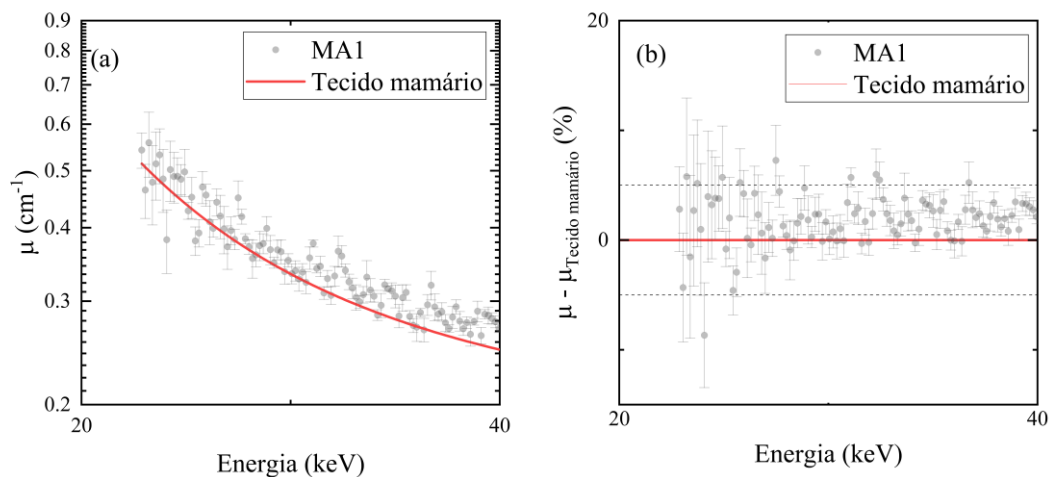 (a)
MA1
Tecido mamário
0.9
0.8
0.7
0.6
0.5
0.4
0.3
0.2
μ (cm⁻¹)
20
40
Energia (keV)
(b)
MA1
Tecido mamário
20
0
μ - μTecido mamário (%)
20
40
Energia (keV)